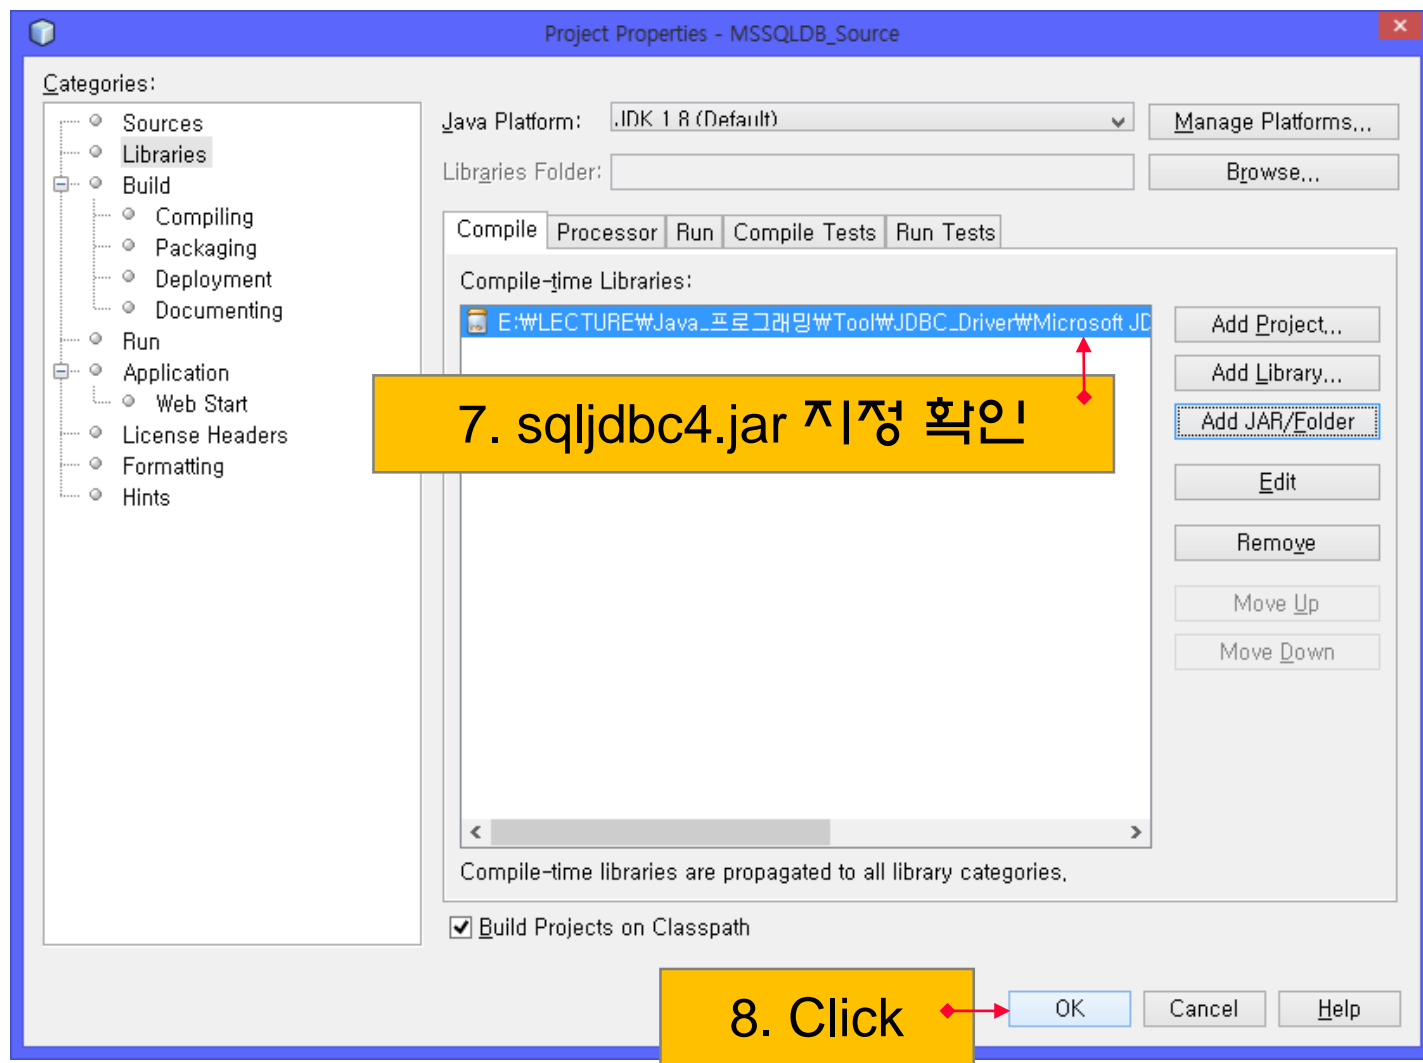 Project Properties - MSSQLDB_Source
Categories:
Sources
Libraries
Build
Compiling
Packaging
Deployment
Documenting
Run
Application
Web Start
License Headers
Formatting
Hints
Java Platform: JDK 1.8 (Default) Manage Platforms...
Libraries Folder: Browse...
Compile Processor Run Compile Tests Run Tests
Compile-time Libraries:
E:₩LECTURE₩Java_프로그래밍₩Tool₩JDBC_Driver₩Microsoft JD
Add Project...
Add Library...
Add JAR/Folder
Edit
Remove
Move Up
Move Down
7. sqljdbc4.jar 지정 확인
Compile-time libraries are propagated to all library categories.
Build Projects on Classpath
8. Click
OK Cancel Help